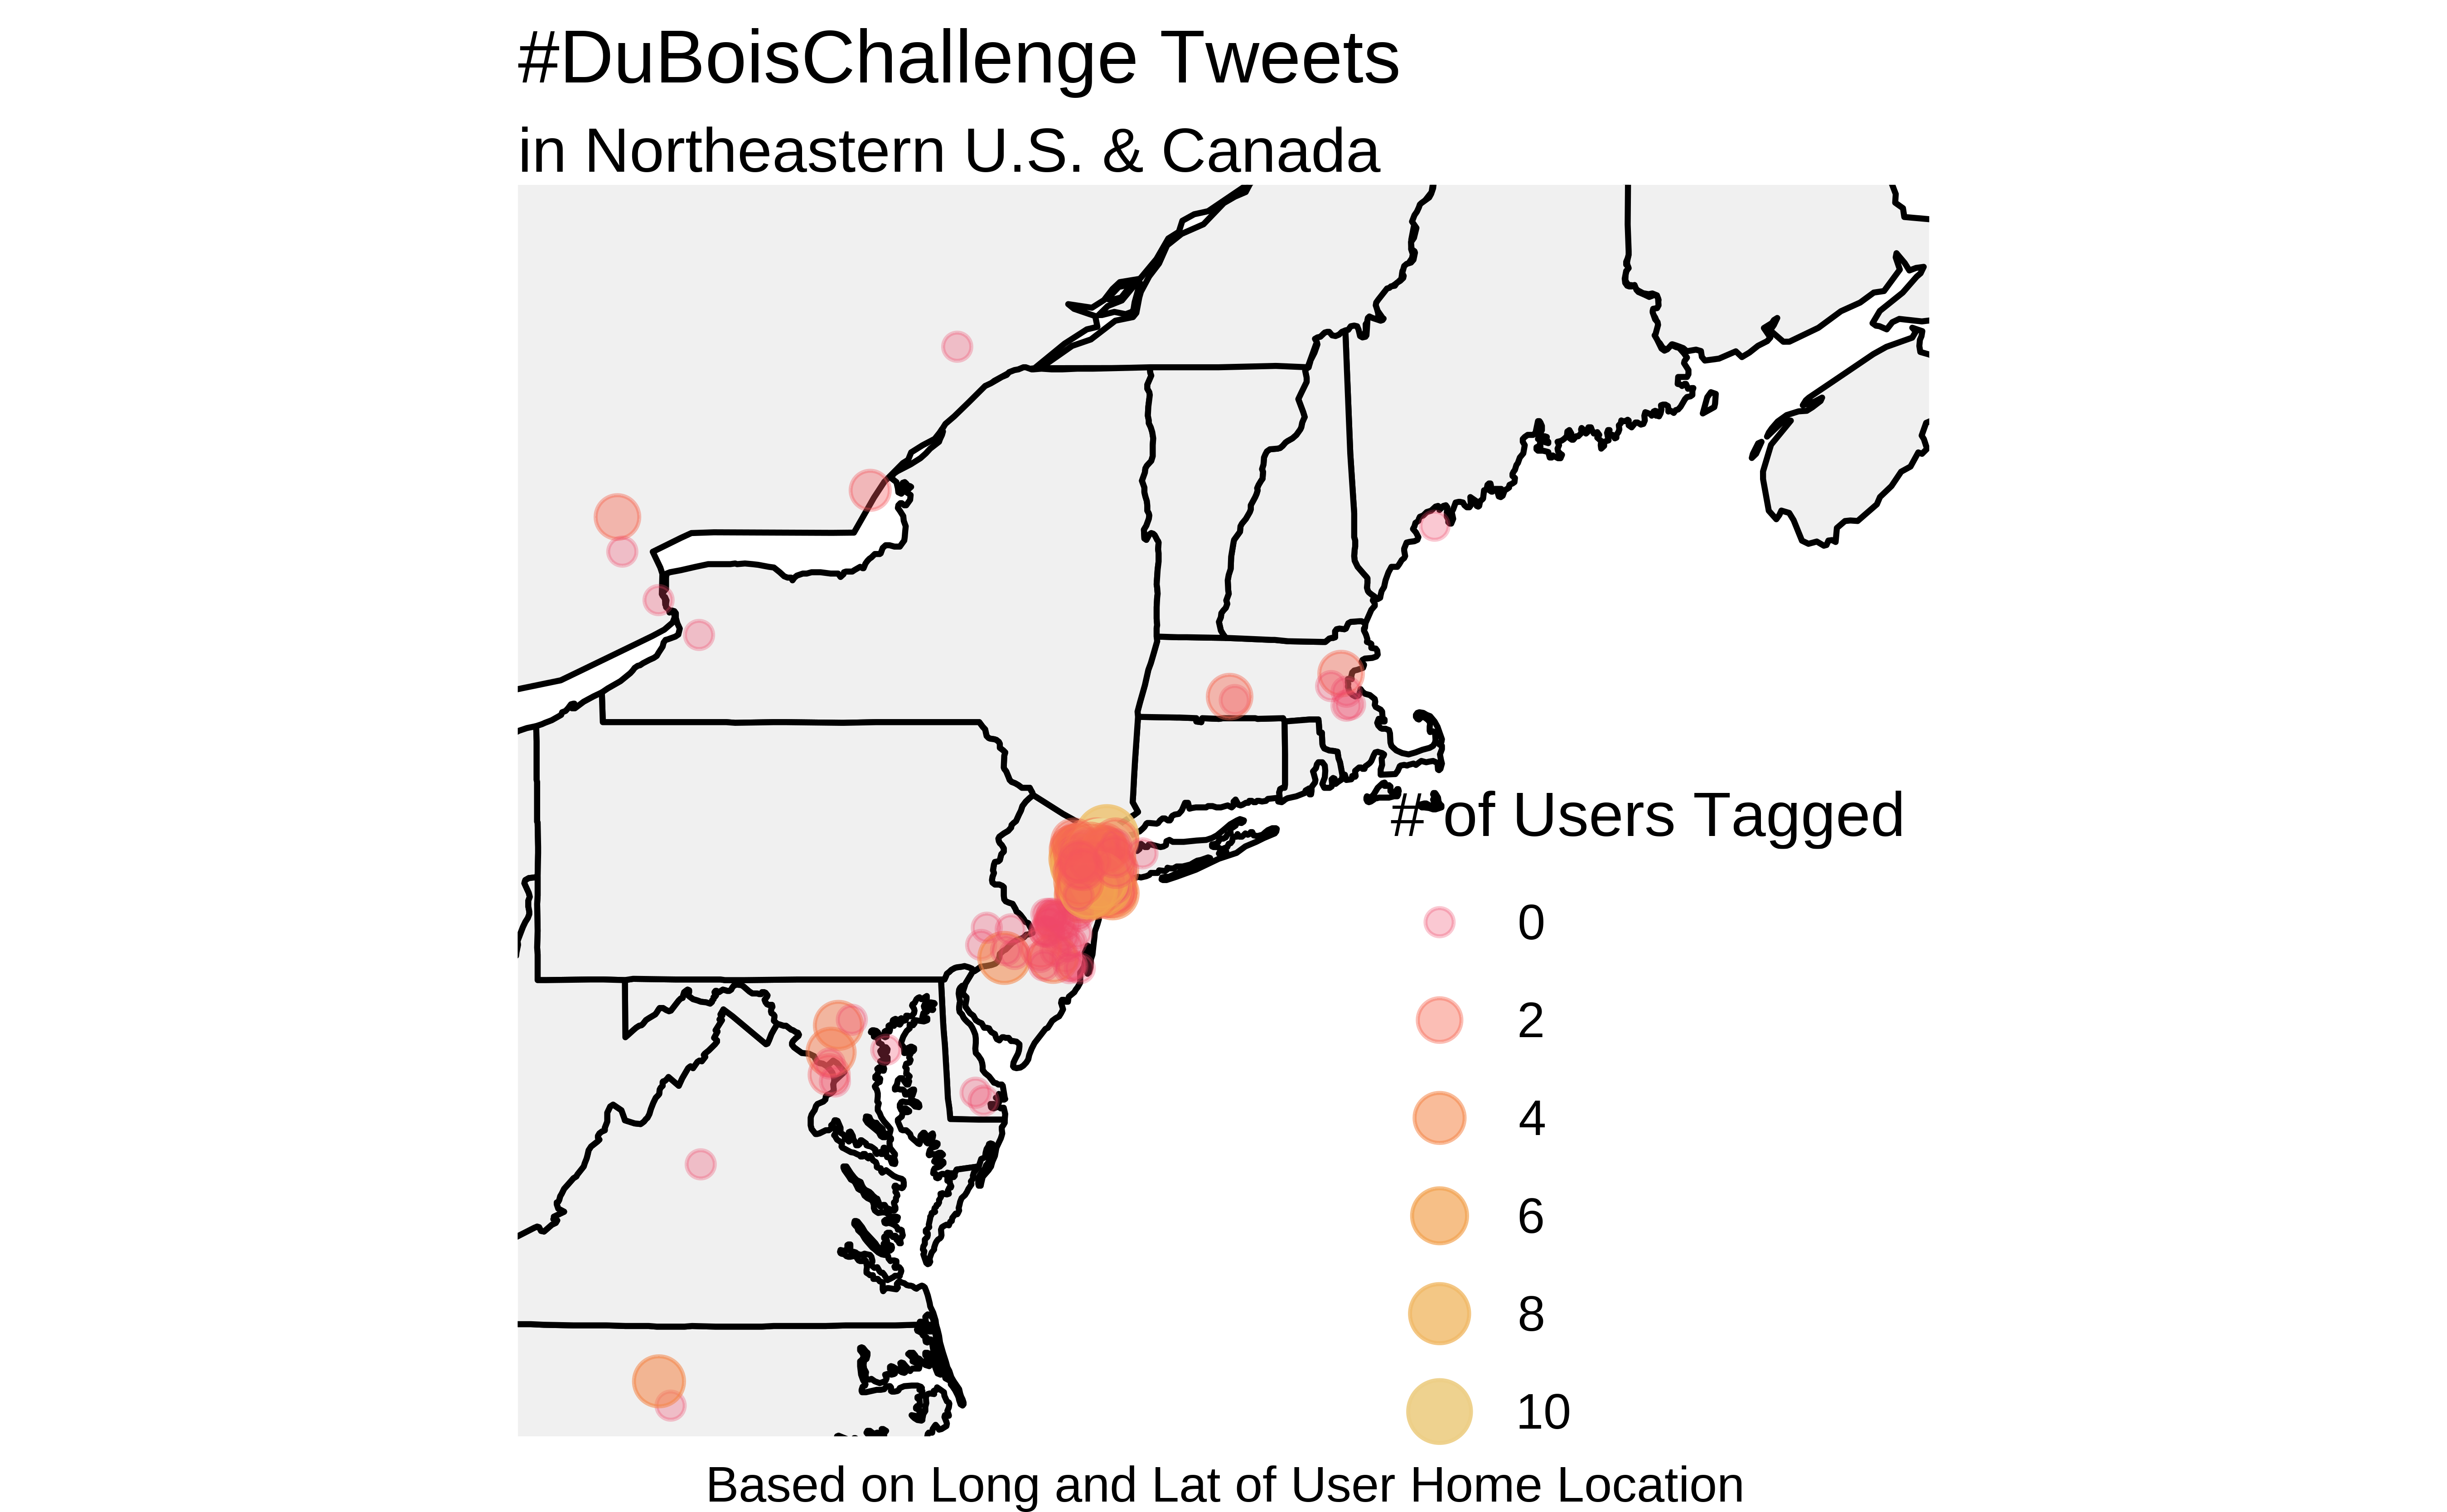 #DuBoisChallenge Tweets
in Northeastern U.S. & Canada
# of Users Tagged
0
2
4
6
8
10
Based on Long and Lat of User Home Location